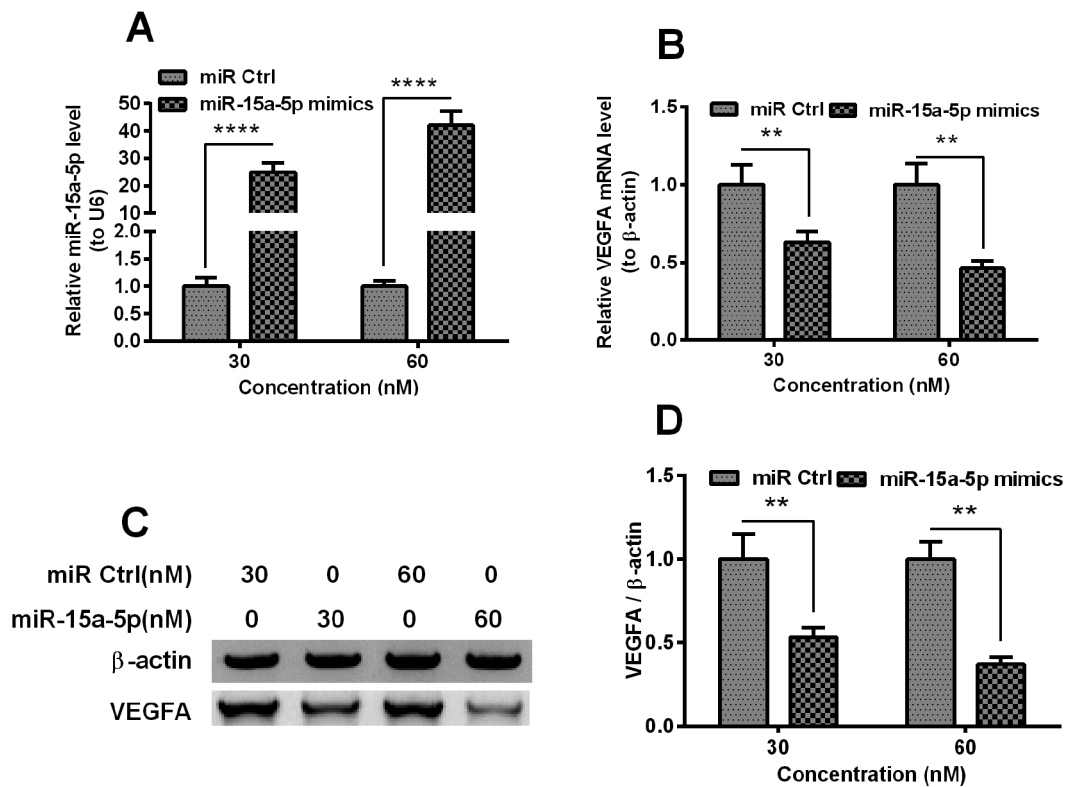 A
miR Ctrl
miR-15a-5p mimics
****
****
Relative miR-15a-5p level
(to U6)
50
40
30
20
10
2.0
1.5
1.0
0.5
0.0
30
60
Concentration (nM)
B
miR Ctrl
miR-15a-5p mimics
**
**
Relative VEGFA mRNA level
(to β-actin)
1.5
1.0
0.5
0.0
30
60
Concentration (nM)
C
miR Ctrl(nM) 30 0 60 0
miR-15a-5p(nM) 0 30 0 60
β-actin
VEGFA
D
miR Ctrl
miR-15a-5p mimics
**
**
VEGFA / β-actin
1.5
1.0
0.5
0.0
30
60
Concentration (nM)